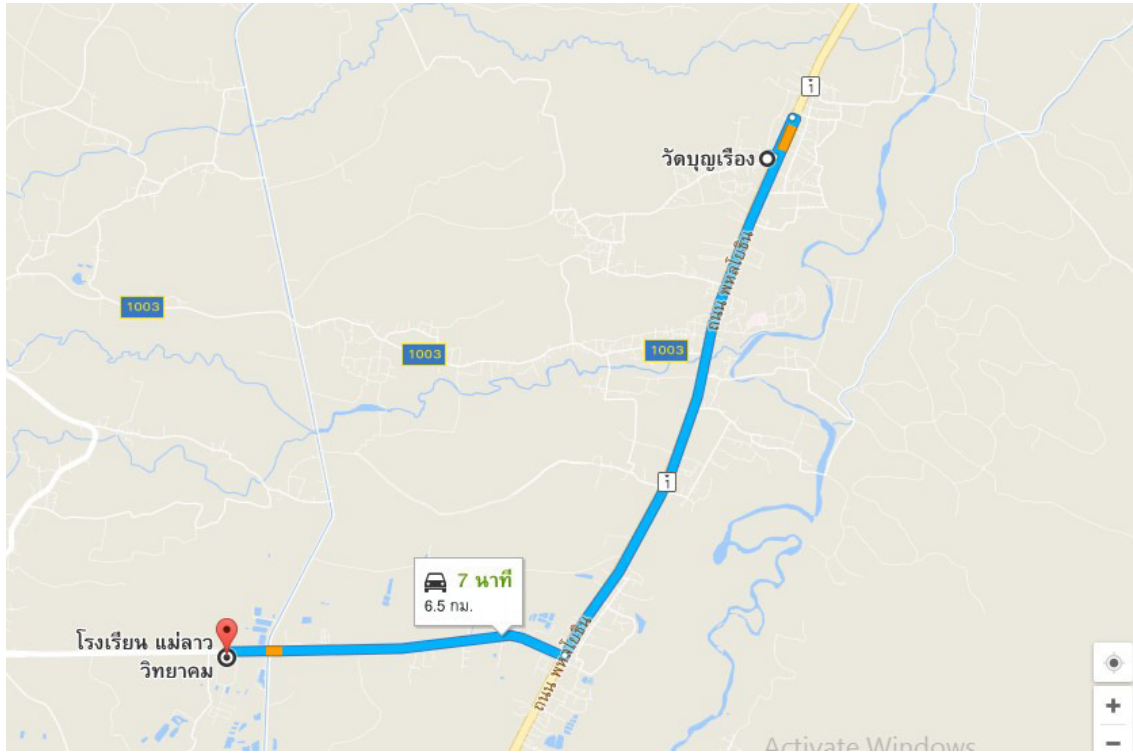 1
วัดบุญเรือง
ถนน พหลโยธิน
1003
1003
1003
1
7 นาที
6.5 กม.
โรงเรียน แม่ลาว
วิทยาคม
ถนน พหลโยธิน
Activate Windows